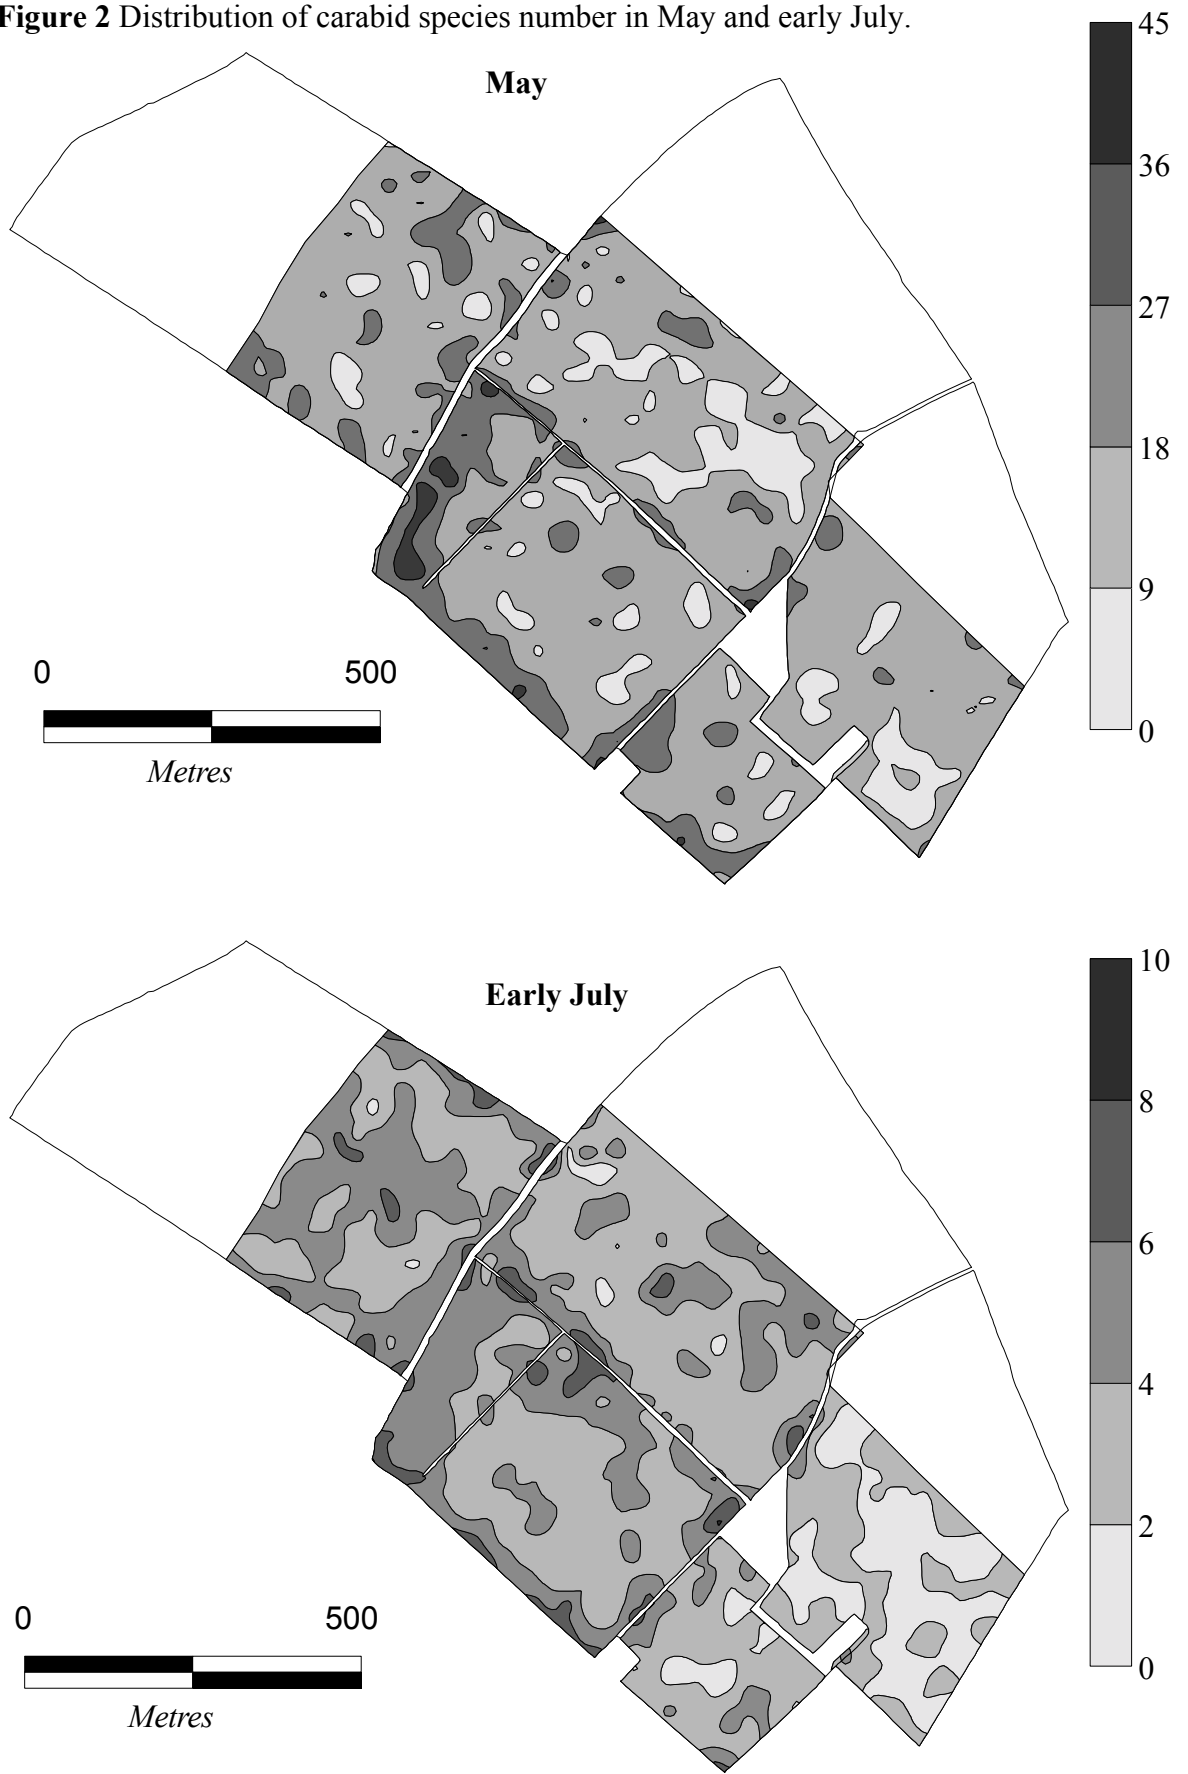 Figure 2 Distribution of carabid species number in May and early July.
May
45
36
27
18
9
0
0 500
Metres
Early July
10
8
6
4
2
0
0 500
Metres